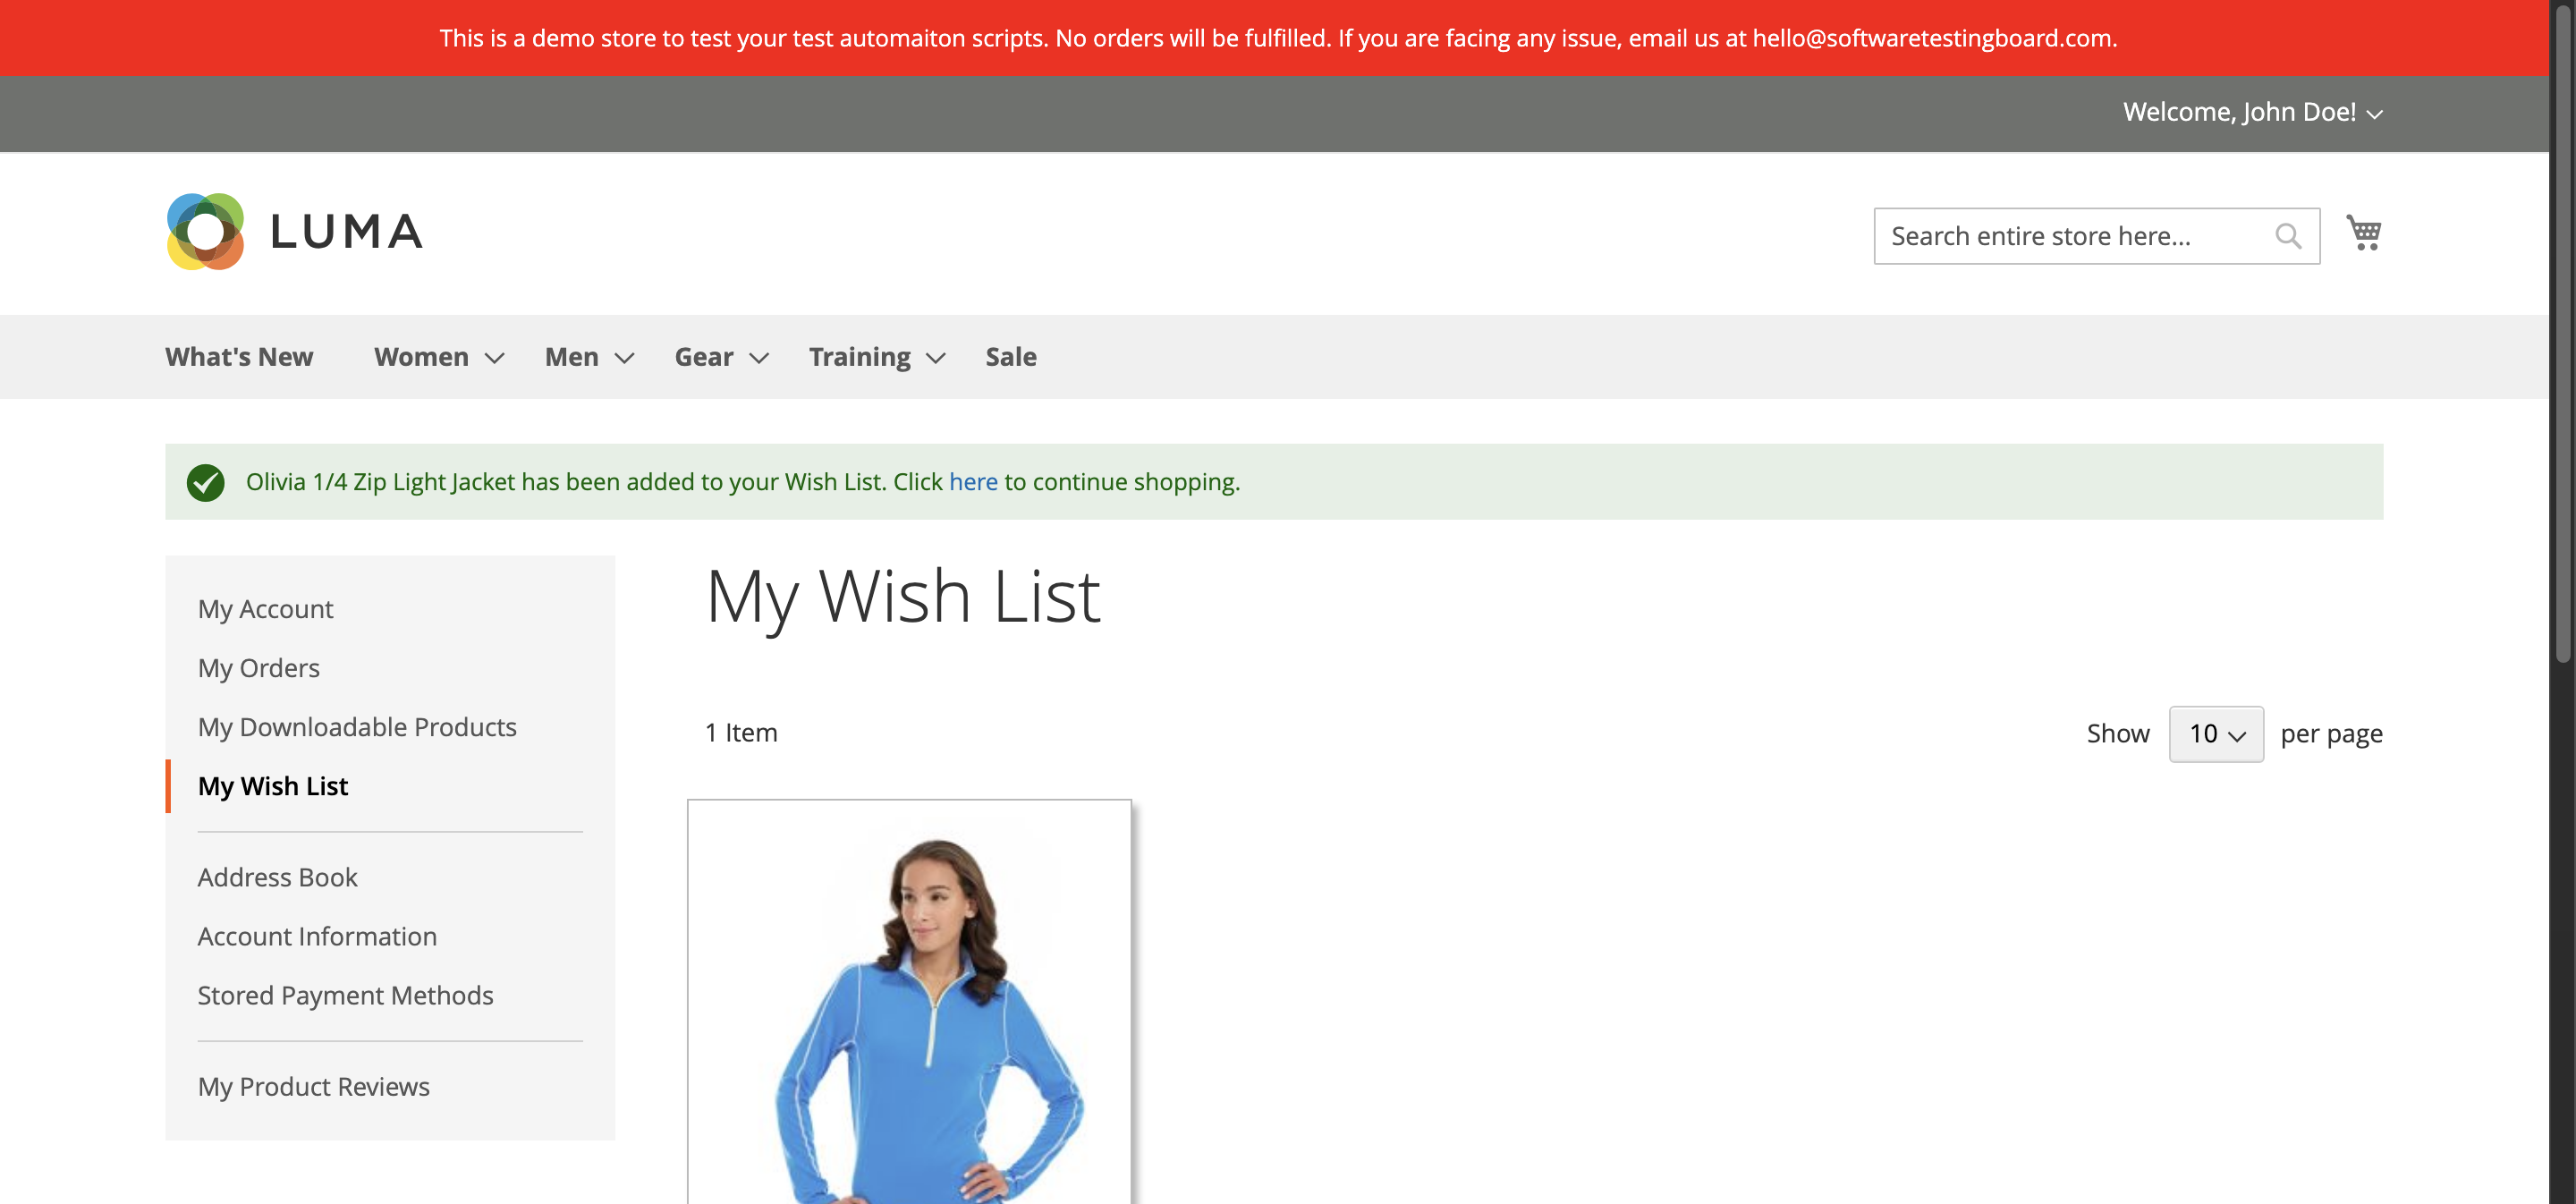 This is a demo store to test your test automaiton scripts. No orders will be fulfilled. If you are facing any issue, email us at hello@softwaretestingboard.com.
Welcome, John Doe!
LUMA
Search entire store here...
What's New Women Men Gear Training Sale
Olivia 1/4 Zip Light Jacket has been added to your Wish List. Click here to continue shopping.
My Account
My Orders
My Downloadable Products
My Wish List
Address Book
Account Information
Stored Payment Methods
My Product Reviews
My Wish List
1 Item
Show 10 per page